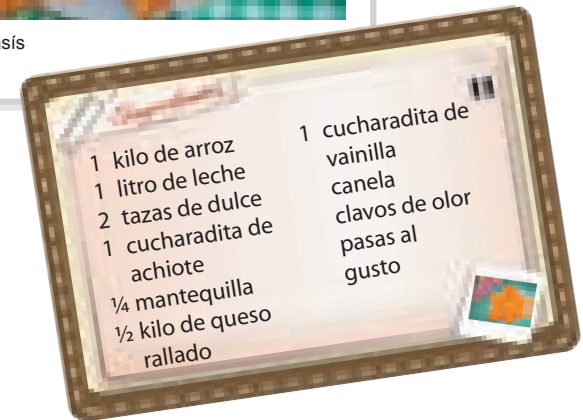 asís
1 kilo de arroz
1 litro de leche
2 tazas de dulce
1 cucharadita de
achiote
¼ mantequilla
½ kilo de queso
rallado
1 cucharadita de
vainilla
canela
clavos de olor
pasas al
gusto